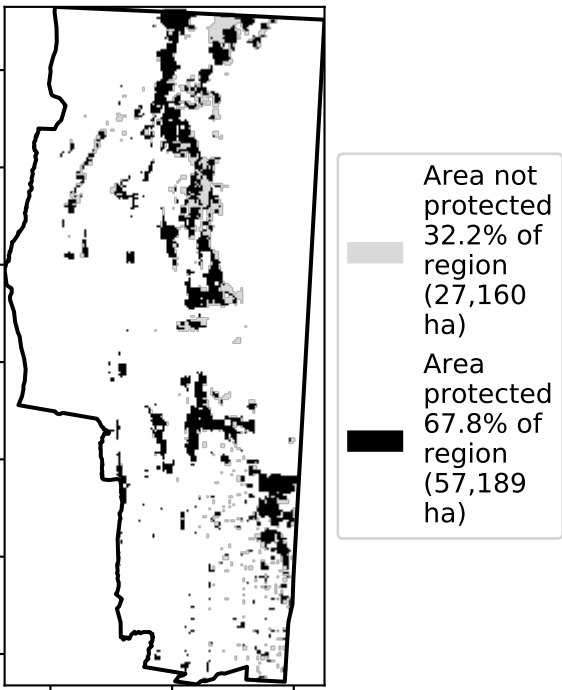 Area not
protected
32.2% of
region
(27,160
ha)
Area
protected
67.8% of
region
(57,189
ha)